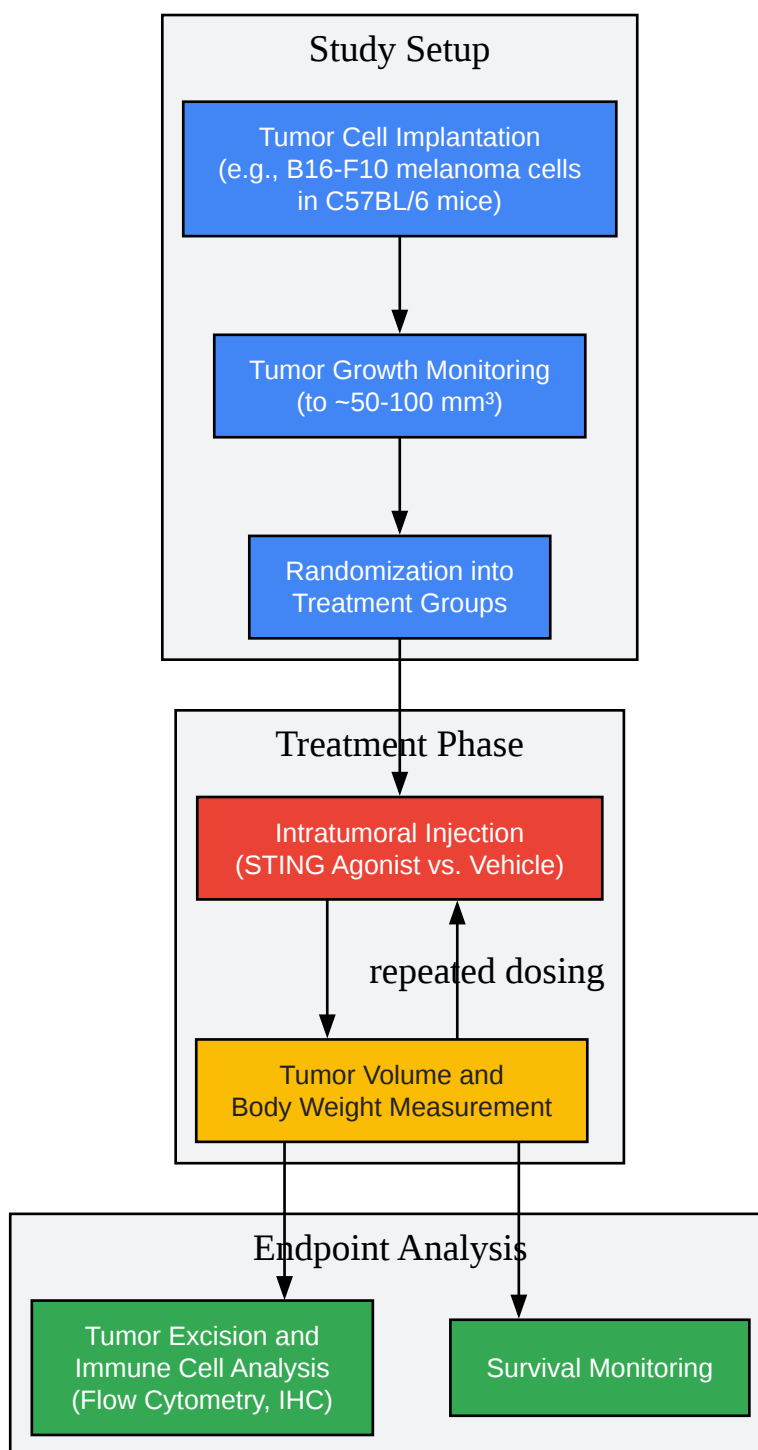 Study Setup
Tumor Cell Implantation
(e.g., B16-F10 melanoma cells
in C57BL/6 mice)
Tumor Growth Monitoring
(to ~50-100 mm³)
Randomization into
Treatment Groups
Treatment Phase
Intratumoral Injection
(STING Agonist vs. Vehicle)
repeated dosing
Tumor Volume and
Body Weight Measurement
Endpoint Analysis
Tumor Excision and
Immune Cell Analysis
(Flow Cytometry, IHC)
Survival Monitoring